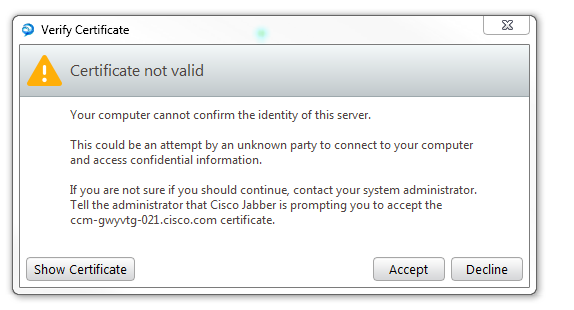 Verify Certificate
Certificate not valid
Your computer cannot confirm the identity of this server.
This could be an attempt by an unknown party to connect to your computer
and access confidential information.
If you are not sure if you should continue, contact your system administrator.
Tell the administrator that Cisco Jabber is prompting you to accept the
ccm-gwyvtg-021.cisco.com certificate.
Show Certificate
Accept
Decline